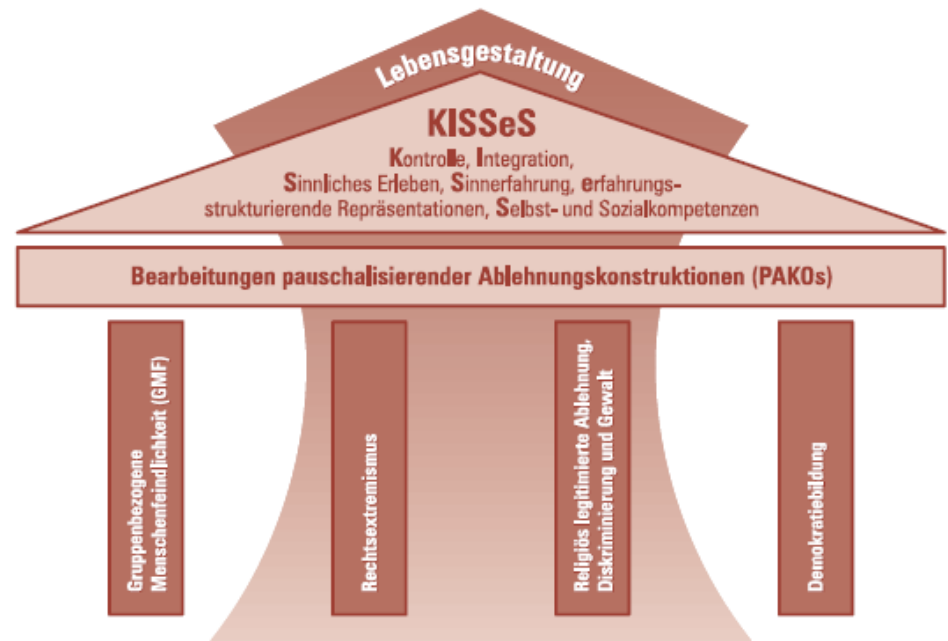 Lebensgestaltung
KISSeS
Kontrolle, Integration,
Sinnliches Erleben, Sinnerfahrung, erfahrungs-
strukturierende Repräsentationen, Selbst- und Sozialkompetenzen
Bearbeitungen pauschalisierender Ablehnungskonstruktionen (PAKOs)
Gruppenbezogene
Menschenfeindlichkeit (GMF)
Rechtsextremismus
Religiös legitimierte Ablehnung,
Diskriminierung und Gewalt
Demokratiebildung